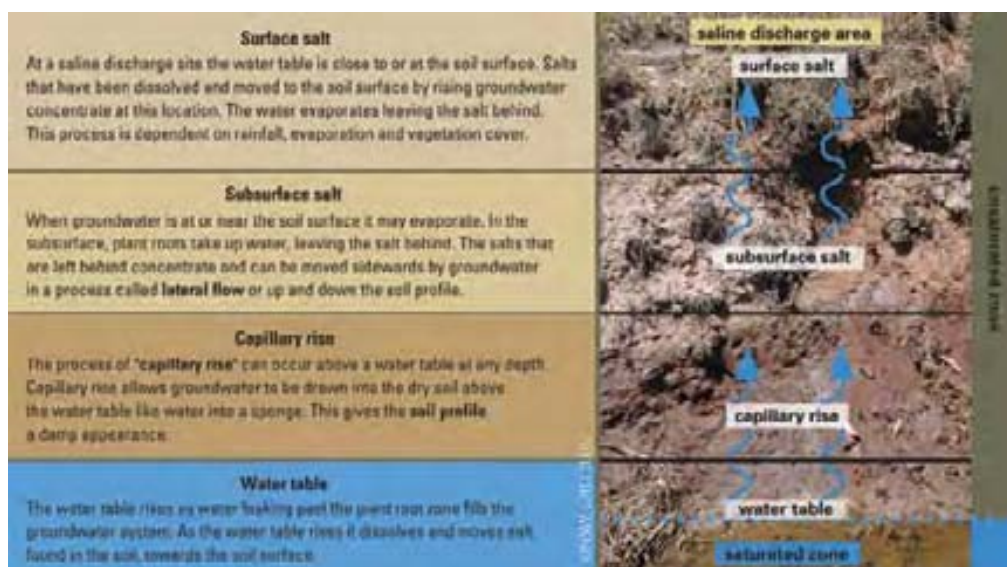 Surface salt
At a saline discharge site the water table is close to or at the soil surface. Salts
that have been dissolved and moved to the soil surface by rising groundwater
concentrate at this location. The water evaporates leaving the salt behind.
This process is dependent on rainfall, evaporation and vegetation cover.
Subsurface salt
When groundwater is at or near the soil surface it may evaporate. In the
subsurface, plant roots take up water, leaving the salt behind. The salts that
are left behind concentrate and can be moved sidewards by groundwater
in a process called lateral flow or up and down the soil profile.
Capillary rise
The process of "capillary rise" can occur above a water table at any depth.
Capillary rise allows groundwater to be drawn into the dry soil above
the water table like water into a sponge. This gives the soil profile
a damp appearance.
Water table
The water table rises as water leaking past the plant root zone fills the
groundwater system. As the water table rises it dissolves and moves salt
found in the soil, towards the soil surface.
saline discharge area
surface salt
subsurface salt
capillary rise
water table
saturated zone